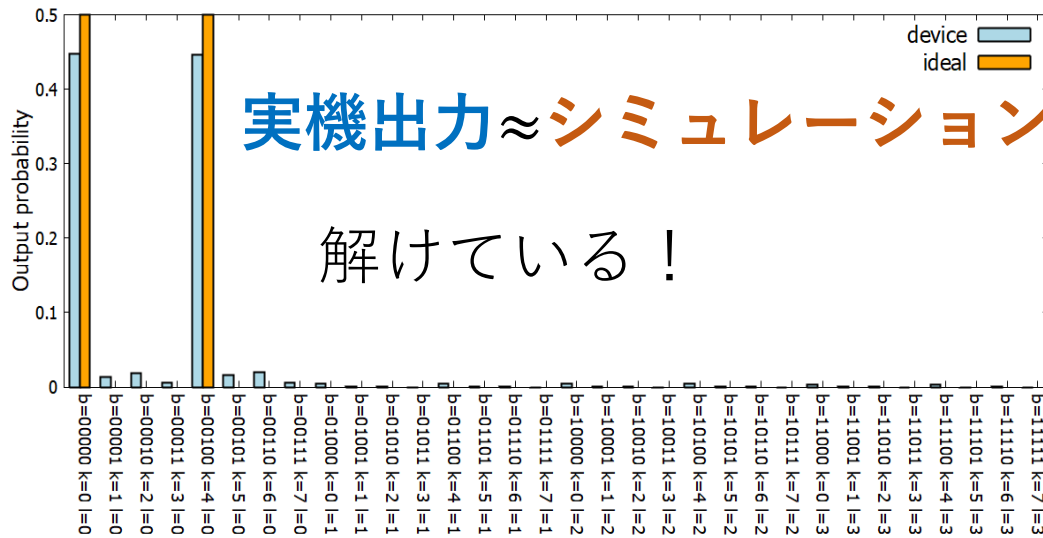 0.5
device
ideal
0.4
実機出力≈シミュレーション
0.3
Output probability
0.2
解けている！
0.1
0
b=00000 k=0 l=0
b=00001 k=1 l=0
b=00010 k=2 l=0
b=00011 k=3 l=0
b=00100 k=4 l=0
b=00101 k=5 l=0
b=00110 k=6 l=0
b=00111 k=7 l=0
b=01000 k=0 l=1
b=01001 k=1 l=1
b=01010 k=2 l=1
b=01011 k=3 l=1
b=01100 k=4 l=1
b=01101 k=5 l=1
b=01110 k=6 l=1
b=01111 k=7 l=1
b=10000 k=0 l=2
b=10001 k=1 l=2
b=10010 k=2 l=2
b=10011 k=3 l=2
b=10100 k=4 l=2
b=10101 k=5 l=2
b=10110 k=6 l=2
b=10111 k=7 l=2
b=11000 k=0 l=3
b=11001 k=1 l=3
b=11010 k=2 l=3
b=11011 k=3 l=3
b=11100 k=4 l=3
b=11101 k=5 l=3
b=11110 k=6 l=3
b=11111 k=7 l=3